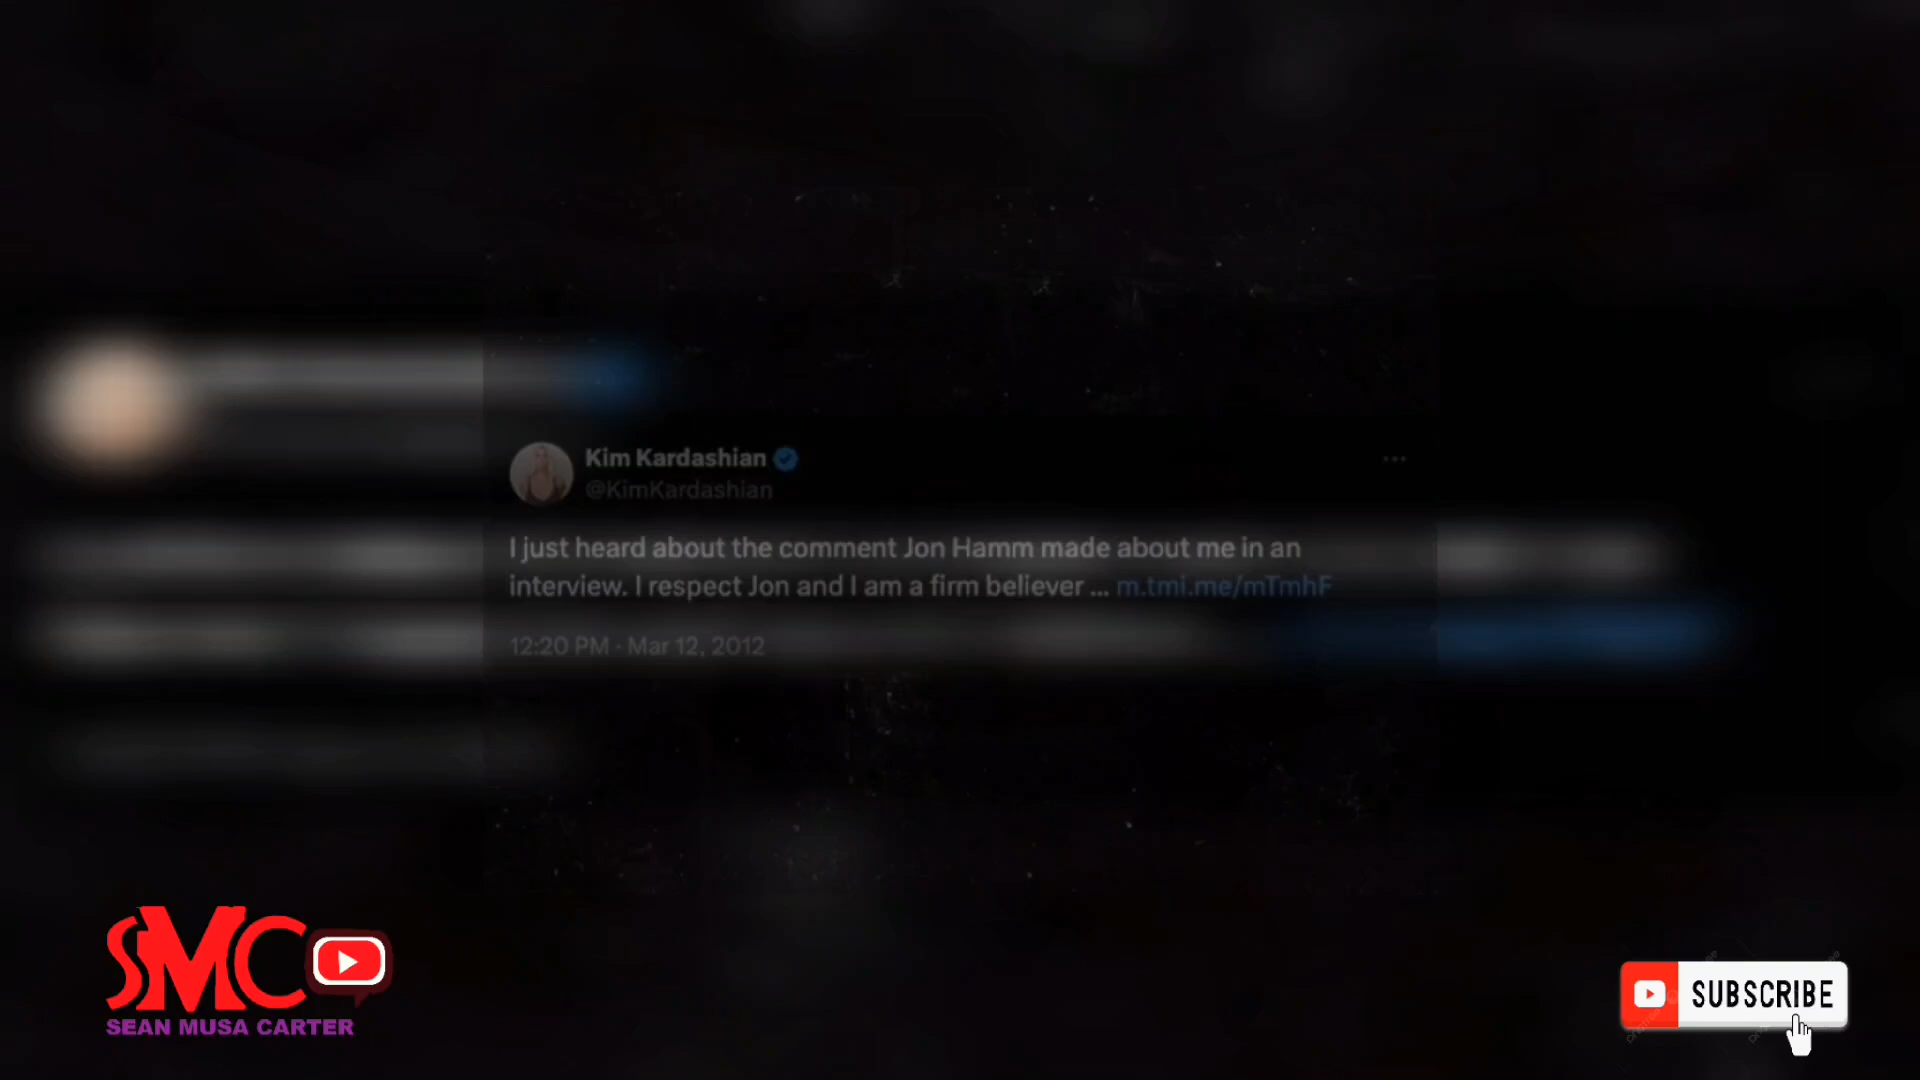 Kim Kardashian
@KimKardashian
I just heard about the comment Jon Hamm made about me in an
interview. I respect Jon and I am a firm believer ... m.tmi.me/mTmhF
12:20 PM · Mar 12, 2012
SMC
SEAN MUSA CARTER
SUBSCRIBE